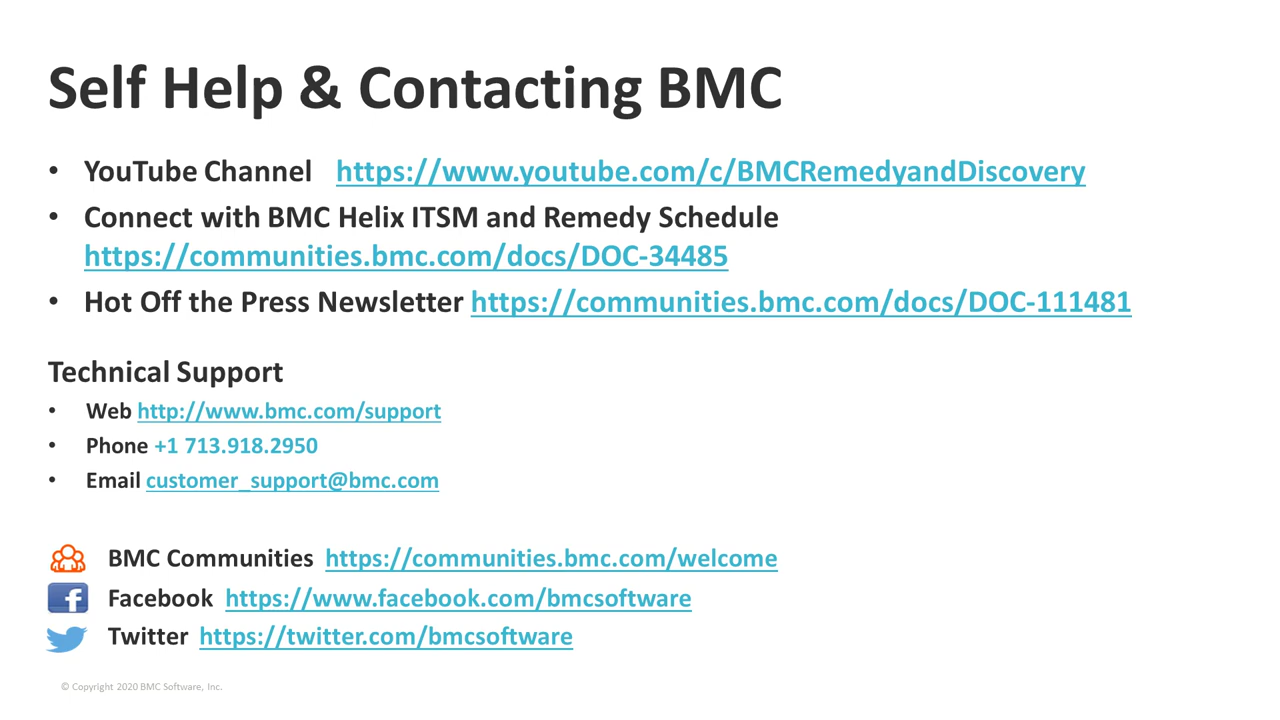 Self Help & Contacting BMC
• YouTube Channel https://www.youtube.com/c/BMCRemedyandDiscovery
• Connect with BMC Helix ITSM and Remedy Schedule
https://communities.bmc.com/docs/DOC-34485
• Hot Off the Press Newsletter https://communities.bmc.com/docs/DOC-111481
Technical Support
• Web http://www.bmc.com/support
• Phone +1 713.918.2950
• Email customer_support@bmc.com
BMC Communities https://communities.bmc.com/welcome
f Facebook https://www.facebook.com/bmcsoftware
Twitter https://twitter.com/bmcsoftware
© Copyright 2020 BMC Software, Inc.